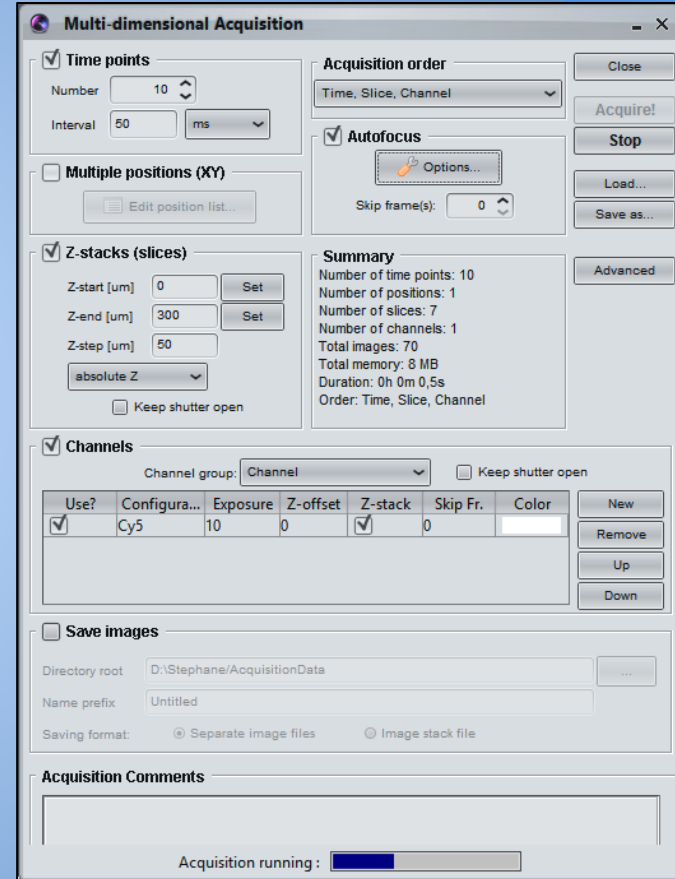 Multi-dimensional Acquisition
Time points
Number 10
Interval 50 ms
Multiple positions (XY)
Edit position list...
Z-stacks (slices)
Z-start [um] 0 Set
Z-end [um] 300 Set
Z-step [um] 50
absolute Z
Keep shutter open
Acquisition order
Time, Slice, Channel
Autofocus
Options...
Skip frame(s): 0
Summary
Number of time points: 10
Number of positions: 1
Number of slices: 7
Number of channels: 1
Total images: 70
Total memory: 8 MB
Duration: 0h 0m 0,5s
Order: Time, Slice, Channel
Close
Acquire!
Stop
Load...
Save as...
Advanced
Channels
Channel group: Channel Keep shutter open
Use? Configura... Exposure Z-offset Z-stack Skip Fr. Color
Cy5 10 0 0
New
Remove
Up
Down
Save images
Directory root D:\Stephane/AcquisitionData ...
Name prefix Untitled
Saving format: Separate image files Image stack file
Acquisition Comments
Acquisition running :